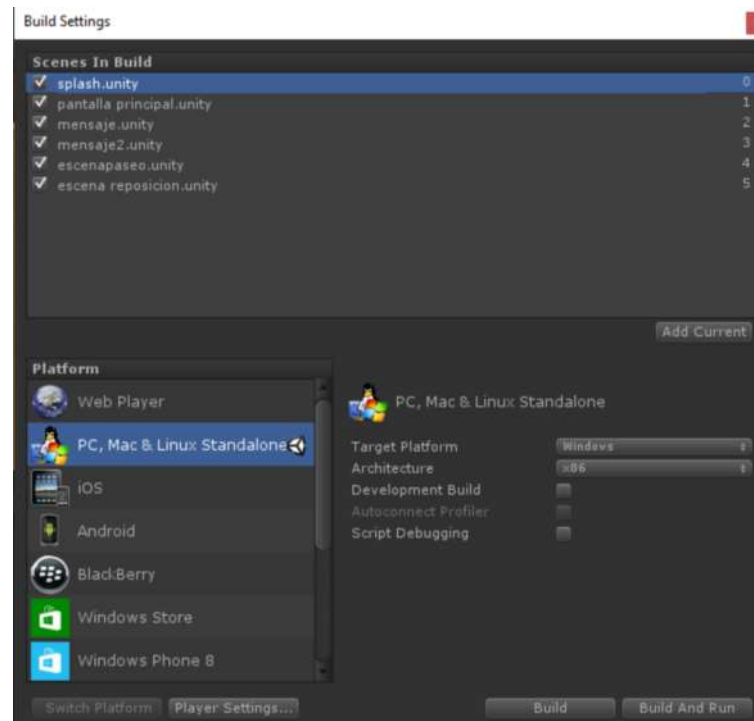 Build Settings
Scenes In Build
splash.unity 0
pantalla principal.unity 1
mensaje.unity 2
mensaje2.unity 3
escenapaseo.unity 4
escena reposicion.unity 5
Add Current
Platform
Web Player
PC, Mac & Linux Standalone
iOS
Android
BlackBerry
Windows Store
Windows Phone 8
PC, Mac & Linux Standalone
Target Platform Windows
Architecture x86
Development Build
Autoconnect Profiler
Script Debugging
Switch Platform Player Settings... Build Build And Run